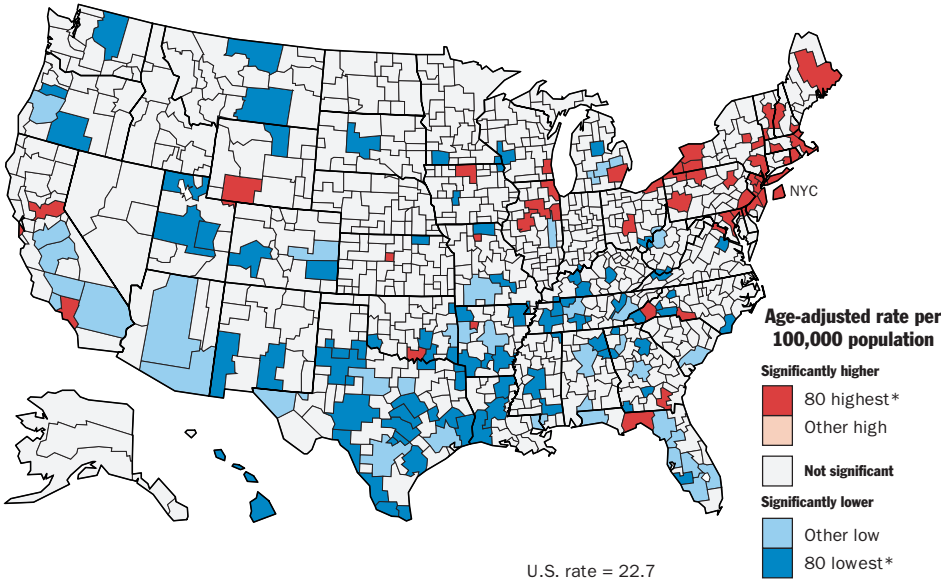 NYC
Age-adjusted rate per
100,000 population
Significantly higher
80 highest*
Other high
Not significant
Significantly lower
Other low
80 lowest*
U.S. rate = 22.7